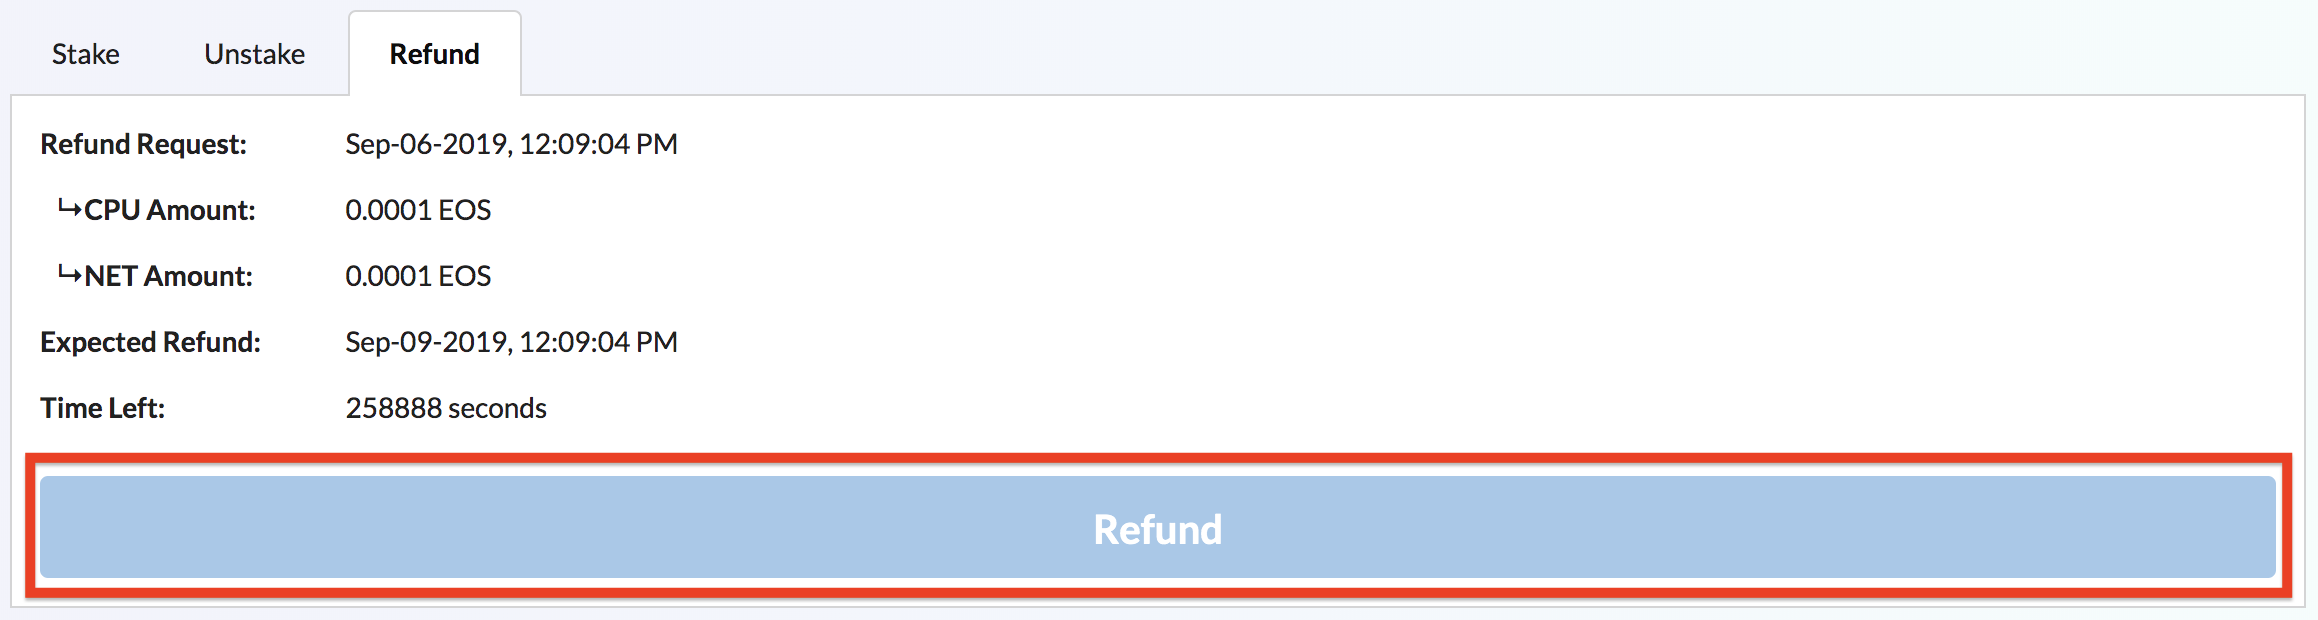 Stake Unstake Refund
Refund Request: Sep-06-2019, 12:09:04 PM
↳CPU Amount: 0.0001 EOS
↳NET Amount: 0.0001 EOS
Expected Refund: Sep-09-2019, 12:09:04 PM
Time Left: 258888 seconds
Refund